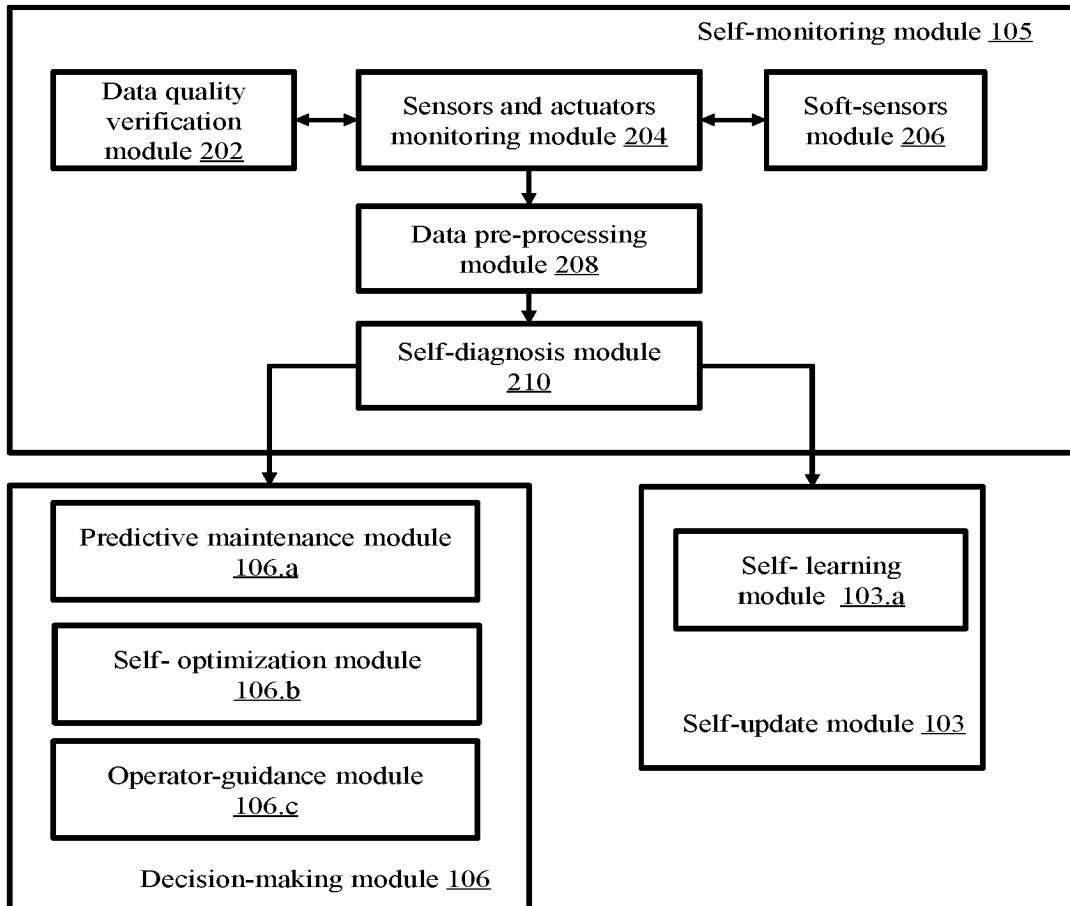 Self-monitoring module 105
Data quality
verification
module 202
Sensors and actuators
monitoring module 204
Soft-sensors
module 206
Data pre-processing
module 208
Self-diagnosis module
210
Predictive maintenance module
106.a
Self- optimization module
106.b
Operator-guidance module
106.c
Decision-making module 106
Self- learning
module 103.a
Self-update module 103